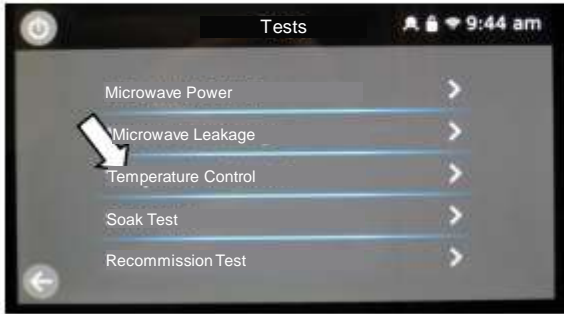 Tests
9:44 am
Microwave Power
Microwave Leakage
Temperature Control
Soak Test
Recommission Test